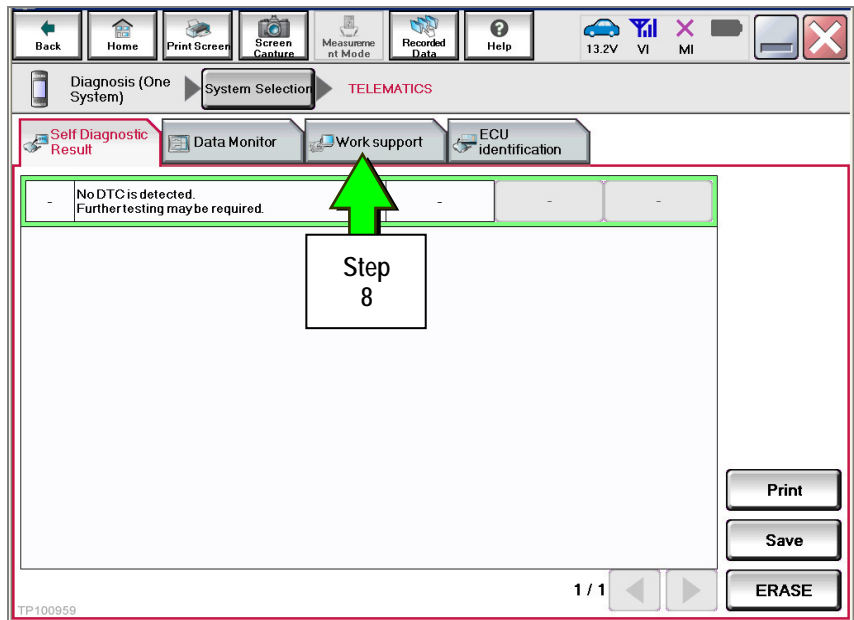 Back
Home
Print Screen
Screen
Capture
Measureme
nt Mode
Recorded
Data
Help
13.2V
VI
MI
Diagnosis (One
System)
System Selection
TELEMATICS
Self Diagnostic
Result
Data Monitor
Work support
ECU
identification
-
No DTC is detected.
Further testing may be required.
-
-
-
Step
8
Print
Save
1 / 1
ERASE
TP100959